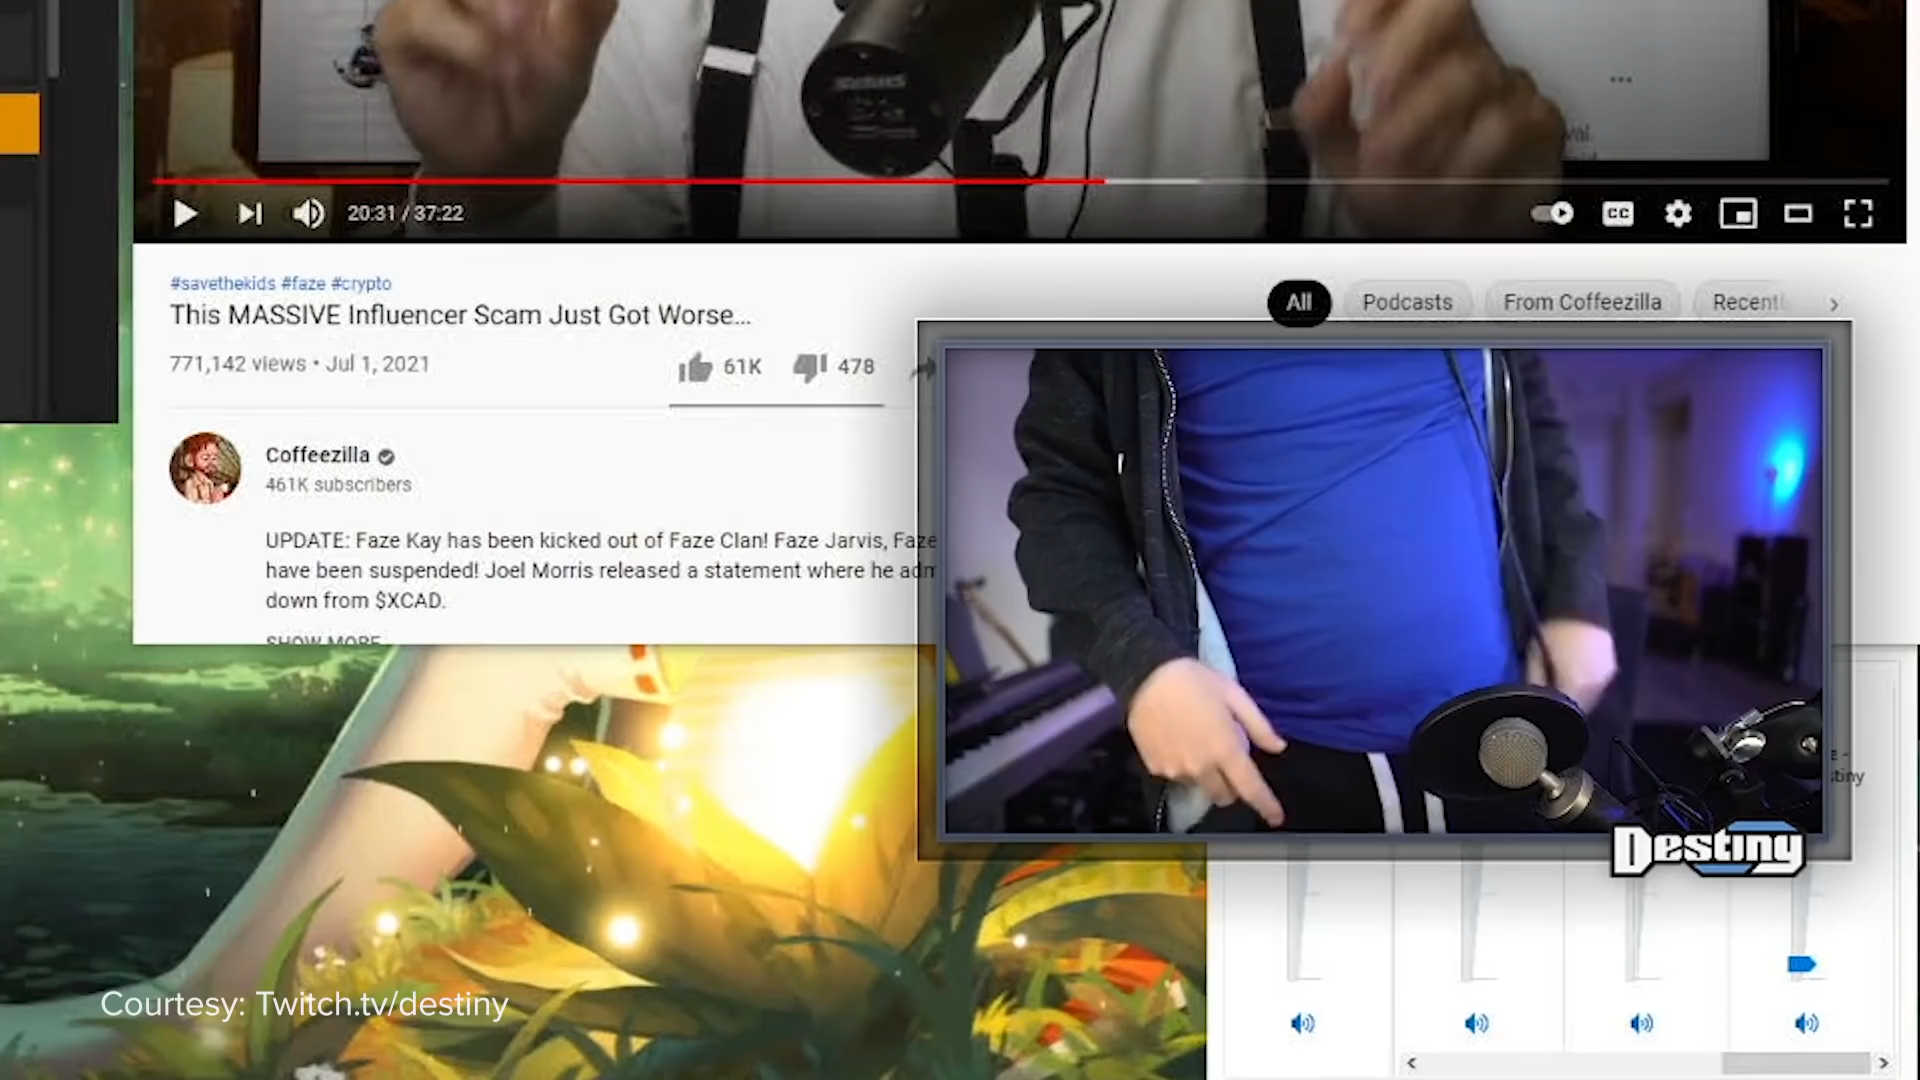 20:31 / 37:22
CC
#savethekids #faze #crypto
This MASSIVE Influencer Scam Just Got Worse...
All
Podcasts
From Coffeezilla
771,142 views • Jul 1, 2021
61K
478
Coffeezilla
461K subscribers
UPDATE: Faze Kay has been kicked out of Faze Clan! Faze Jarvis, Faze
have been suspended! Joel Morris released a statement where he
down from $XCAD.
SHOW MORE
Destiny
Courtesy: Twitch.tv/destiny